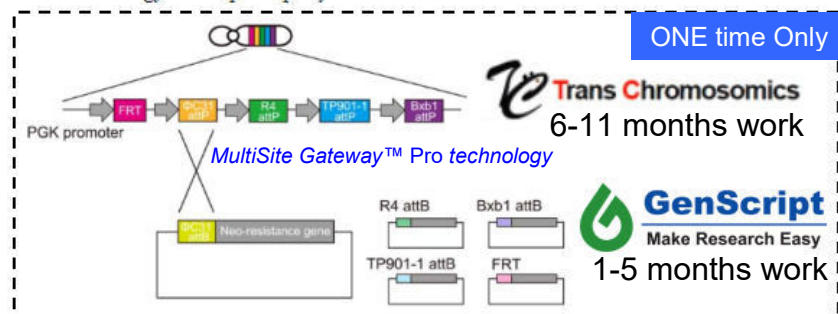 ONE time Only
FRT
ΦC31 attP
R4 attP
TP901-1 attP
Bxb1 attP
PGK promoter
Trans Chromosomics
6-11 months work
MultiSite Gateway™ Pro technology
ΦC31 attB
Neo-resistance gene
R4 attB
Bxb1 attB
TP901-1 attB
FRT
GenScript
Make Research Easy
1-5 months work